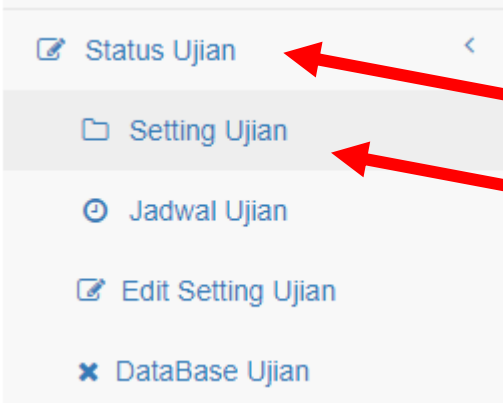 Status Ujian
Setting Ujian
Jadwal Ujian
Edit Setting Ujian
DataBase Ujian